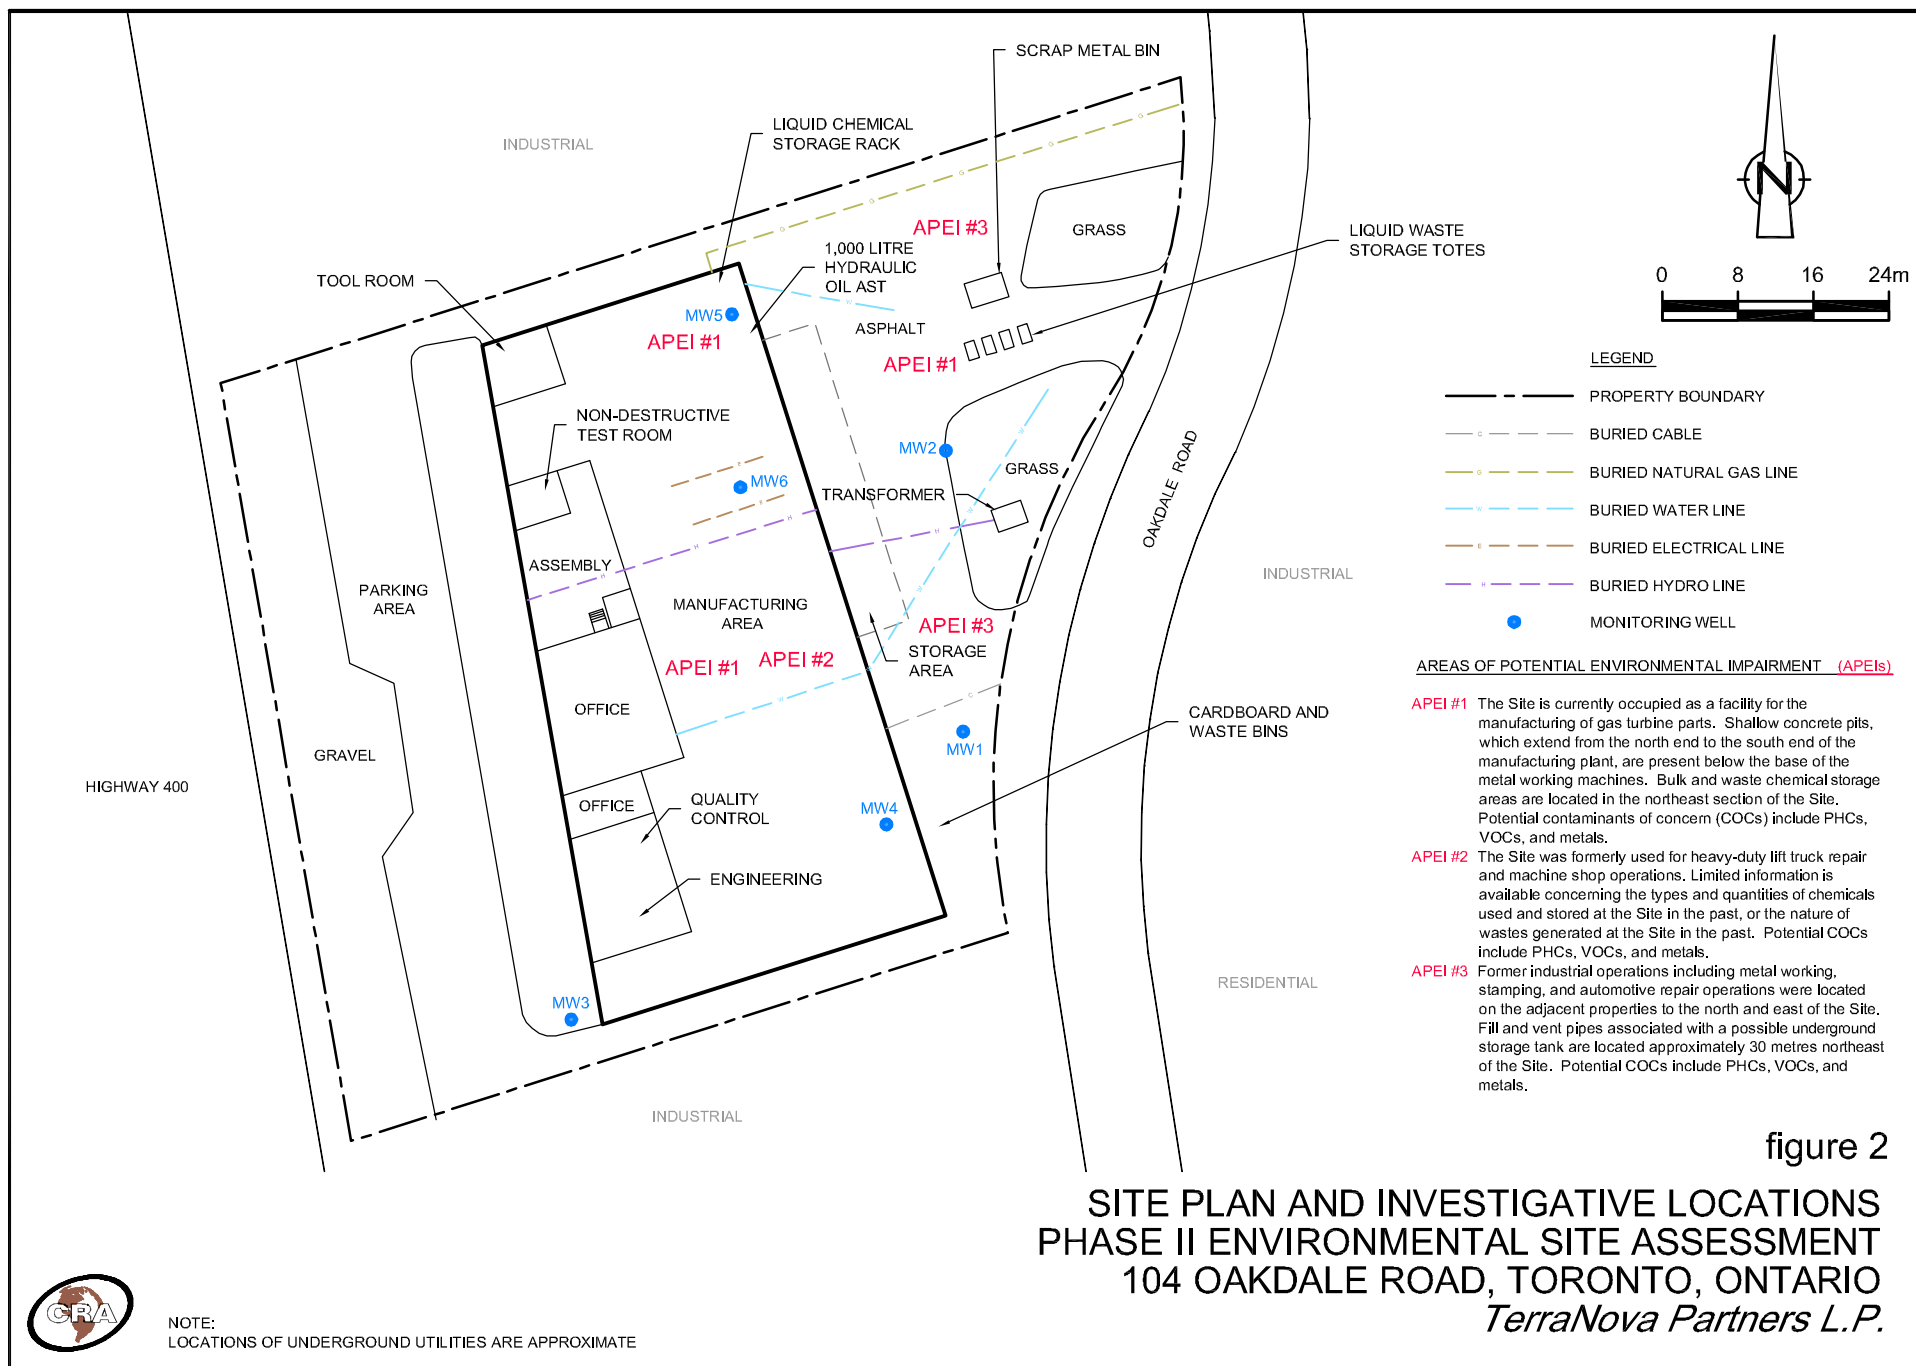 SCRAP METAL BIN
LIQUID CHEMICAL
STORAGE RACK
INDUSTRIAL
APEI #3
GRASS
LIQUID WASTE
STORAGE TOTES
1,000 LITRE
HYDRAULIC
OIL AST
TOOL ROOM
MW5
ASPHALT
APEI #1
APEI #1
NON-DESTRUCTIVE
TEST ROOM
MW2
GRASS
MW6
TRANSFORMER
OAKDALE ROAD
ASSEMBLY
INDUSTRIAL
PARKING
AREA
MANUFACTURING
AREA
APEI #3
STORAGE
AREA
APEI #1
APEI #2
OFFICE
CARDBOARD AND
WASTE BINS
MW1
GRAVEL
HIGHWAY 400
OFFICE
QUALITY
CONTROL
MW4
ENGINEERING
RESIDENTIAL
MW3
INDUSTRIAL
N
0 8 16 24m
LEGEND
PROPERTY BOUNDARY
C BURIED CABLE
G BURIED NATURAL GAS LINE
W BURIED WATER LINE
E BURIED ELECTRICAL LINE
H BURIED HYDRO LINE
MONITORING WELL
AREAS OF POTENTIAL ENVIRONMENTAL IMPAIRMENT (APEIs)
APEI #1 The Site is currently occupied as a facility for the
manufacturing of gas turbine parts. Shallow concrete pits,
which extend from the north end to the south end of the
manufacturing plant, are present below the base of the
metal working machines. Bulk and waste chemical storage
areas are located in the northeast section of the Site.
Potential contaminants of concern (COCs) include PHCs,
VOCs, and metals.
APEI #2 The Site was formerly used for heavy-duty lift truck repair
and machine shop operations. Limited information is
available concerning the types and quantities of chemicals
used and stored at the Site in the past, or the nature of
wastes generated at the Site in the past. Potential COCs
include PHCs, VOCs, and metals.
APEI #3 Former industrial operations including metal working,
stamping, and automotive repair operations were located
on the adjacent properties to the north and east of the Site.
Fill and vent pipes associated with a possible underground
storage tank are located approximately 30 metres northeast
of the Site. Potential COCs include PHCs, VOCs, and
metals.
figure 2
SITE PLAN AND INVESTIGATIVE LOCATIONS
PHASE II ENVIRONMENTAL SITE ASSESSMENT
104 OAKDALE ROAD, TORONTO, ONTARIO
TerraNova Partners L.P.
CRA
NOTE:
LOCATIONS OF UNDERGROUND UTILITIES ARE APPROXIMATE